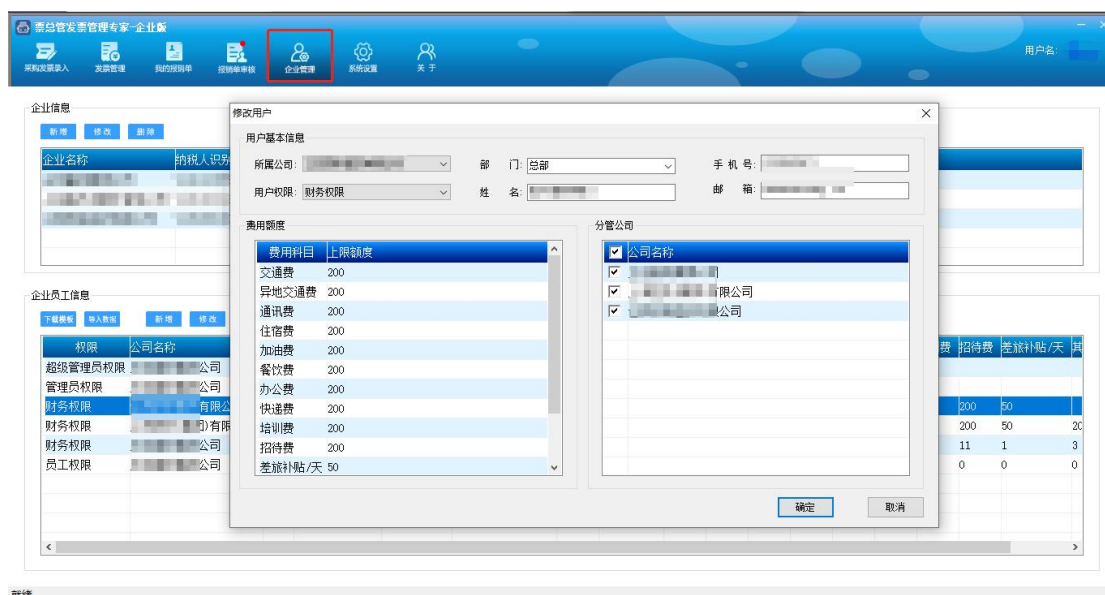 票总管发票管理专家-企业版
采购发票录入 发票管理 我的报销单 报销单审核 企业管理 系统设置 关于
用户名:
企业信息
新增 修改 删除
企业名称 纳税人识别
企业员工信息
下载模板 导入数据 新增 修改
权限 公司名称 费 招待费 差旅补贴/天 其
超级管理员权限 公司
管理员权限 公司
财务权限 有限公 200 50
财务权限 有限 200 50 20
财务权限 公司 11 1 3
员工权限 公司 0 0 0
修改用户
用户基本信息
所属公司: 部 门: 总部 手机号:
用户权限: 财务权限 姓 名: 邮 箱:
费用额度
费用科目 上限额度
交通费 200
异地交通费 200
通讯费 200
住宿费 200
加油费 200
餐饮费 200
办公费 200
快递费 200
培训费 200
招待费 200
差旅补贴/天 50
分管公司
公司名称
有限公司
公司
确定 取消